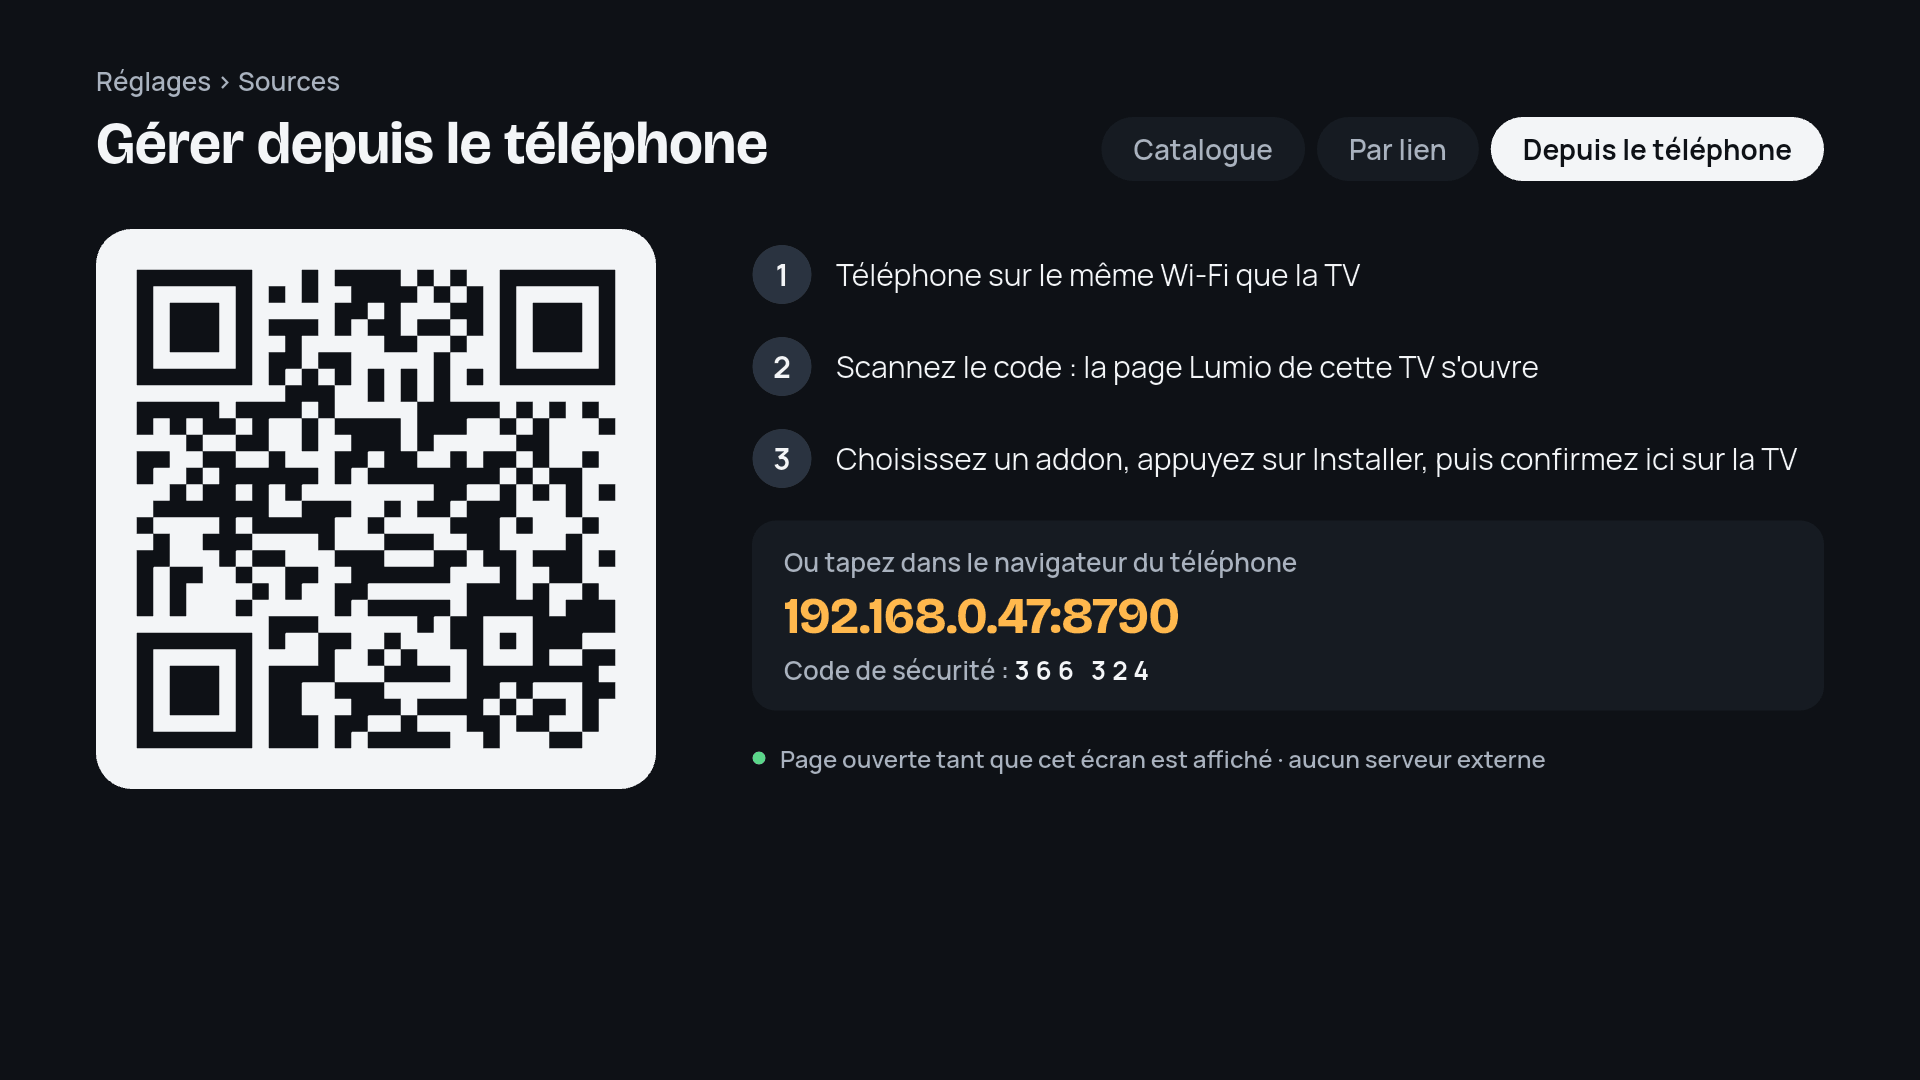 Réglages › Sources
Gérer depuis le téléphone
Catalogue
Par lien
Depuis le téléphone
1 Téléphone sur le même Wi-Fi que la TV
2 Scannez le code : la page Lumio de cette TV s'ouvre
3 Choisissez un addon, appuyez sur Installer, puis confirmez ici sur la TV
Ou tapez dans le navigateur du téléphone
192.168.0.47:8790
Code de sécurité : 366 324
Page ouverte tant que cet écran est affiché · aucun serveur externe